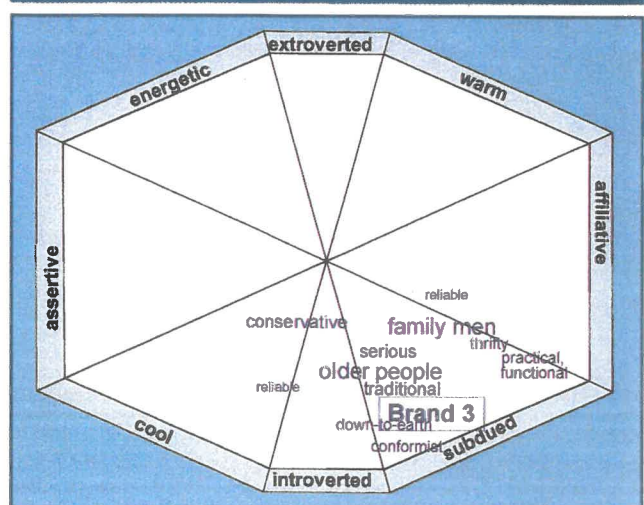 extroverted
energetic
warm
assertive
affiliative
reliable
conservative
family men
thrifty
serious
practical,
functional
older people
reliable
traditional
Brand 3
down-to-earth
conformist
cool
subdued
introverted